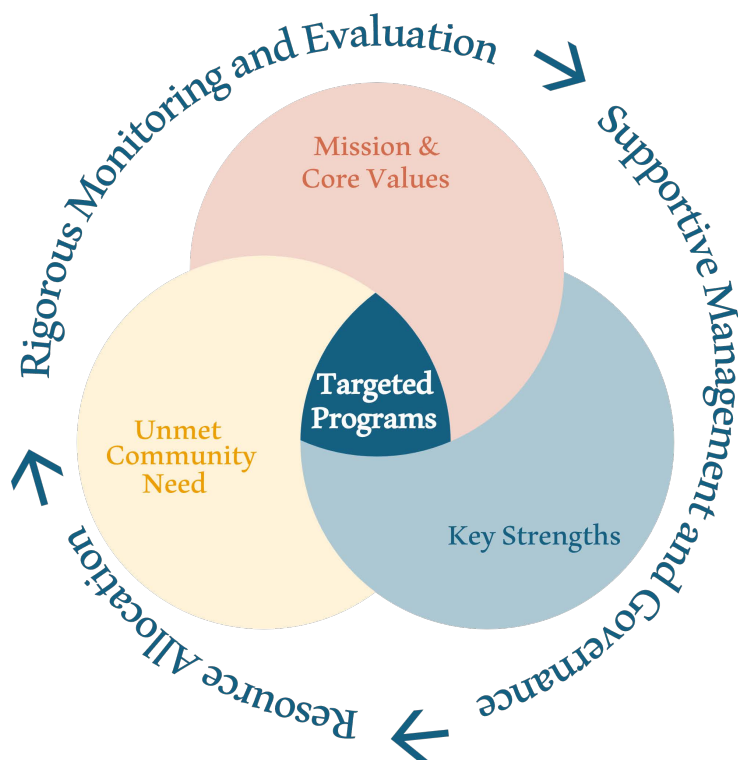 Rigorous Monitoring and Evaluation
Supportive Management and Governance
Resource Allocation
Mission &
Core Values
Targeted
Programs
Unmet
Community
Need
Key Strengths